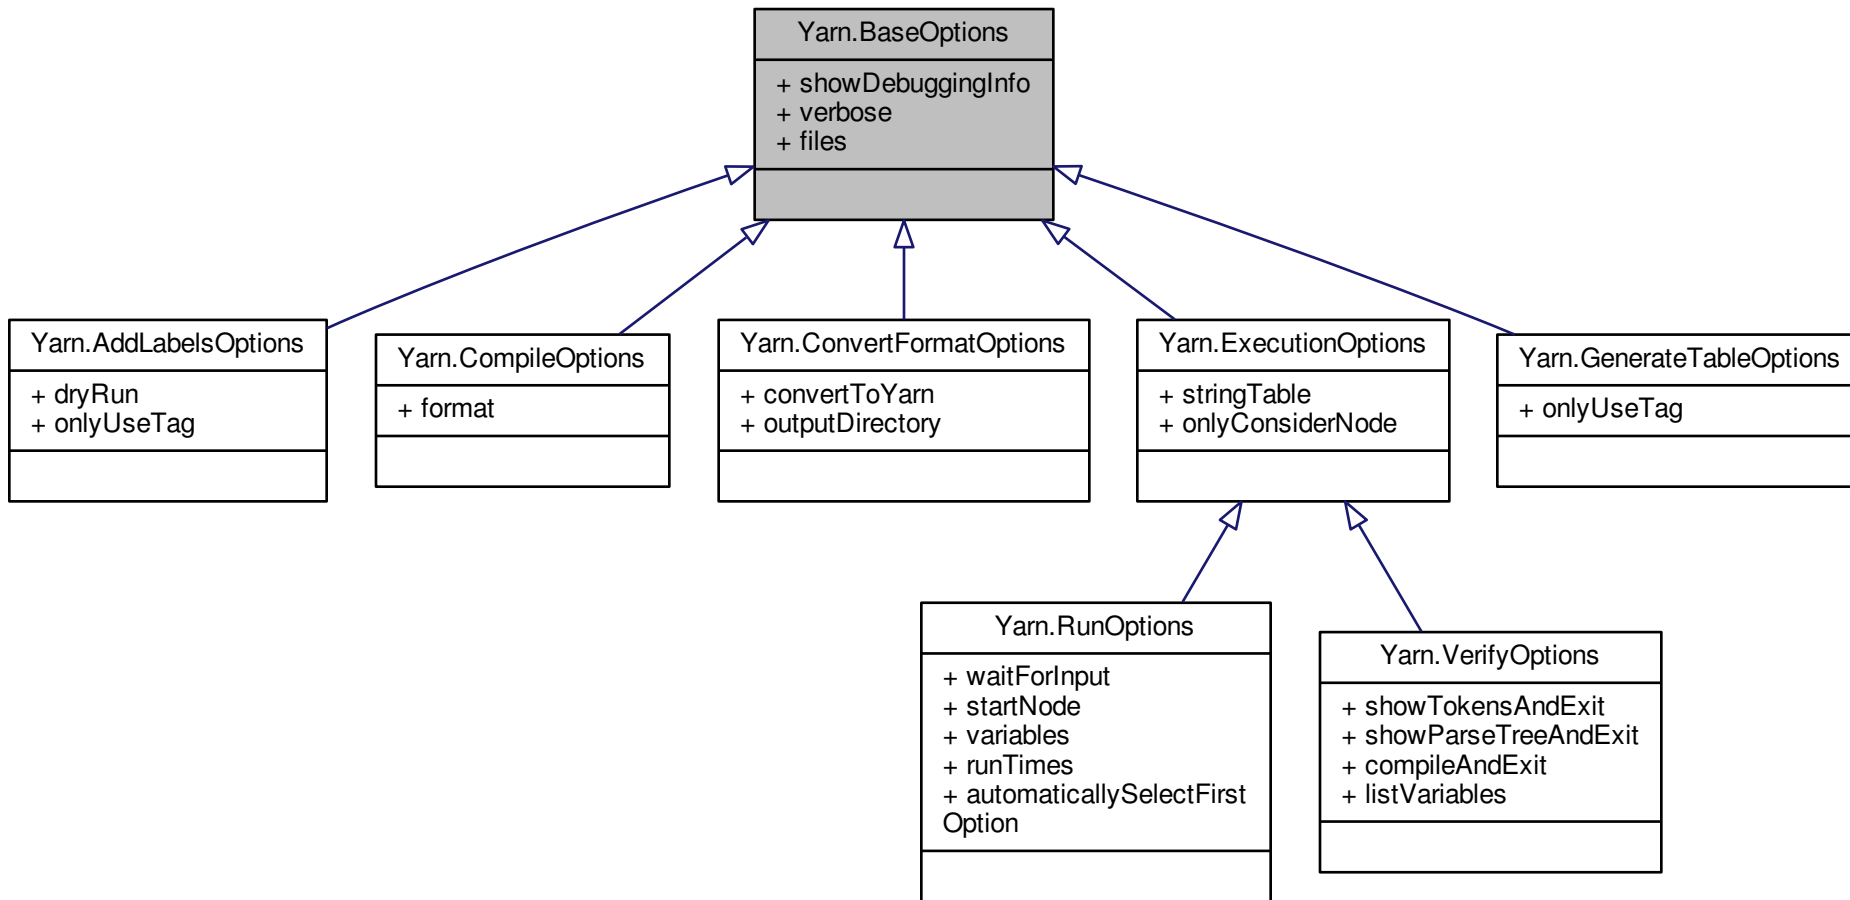 Yarn.BaseOptions
+ showDebuggingInfo
+ verbose
+ files
Yarn.AddLabelsOptions
+ dryRun
+ onlyUseTag
Yarn.CompileOptions
+ format
Yarn.ConvertFormatOptions
+ convertToYarn
+ outputDirectory
Yarn.ExecutionOptions
+ stringTable
+ onlyConsiderNode
Yarn.GenerateTableOptions
+ onlyUseTag
Yarn.RunOptions
+ waitForInput
+ startNode
+ variables
+ runTimes
+ automaticallySelectFirst
Option
Yarn.VerifyOptions
+ showTokensAndExit
+ showParseTreeAndExit
+ compileAndExit
+ listVariables